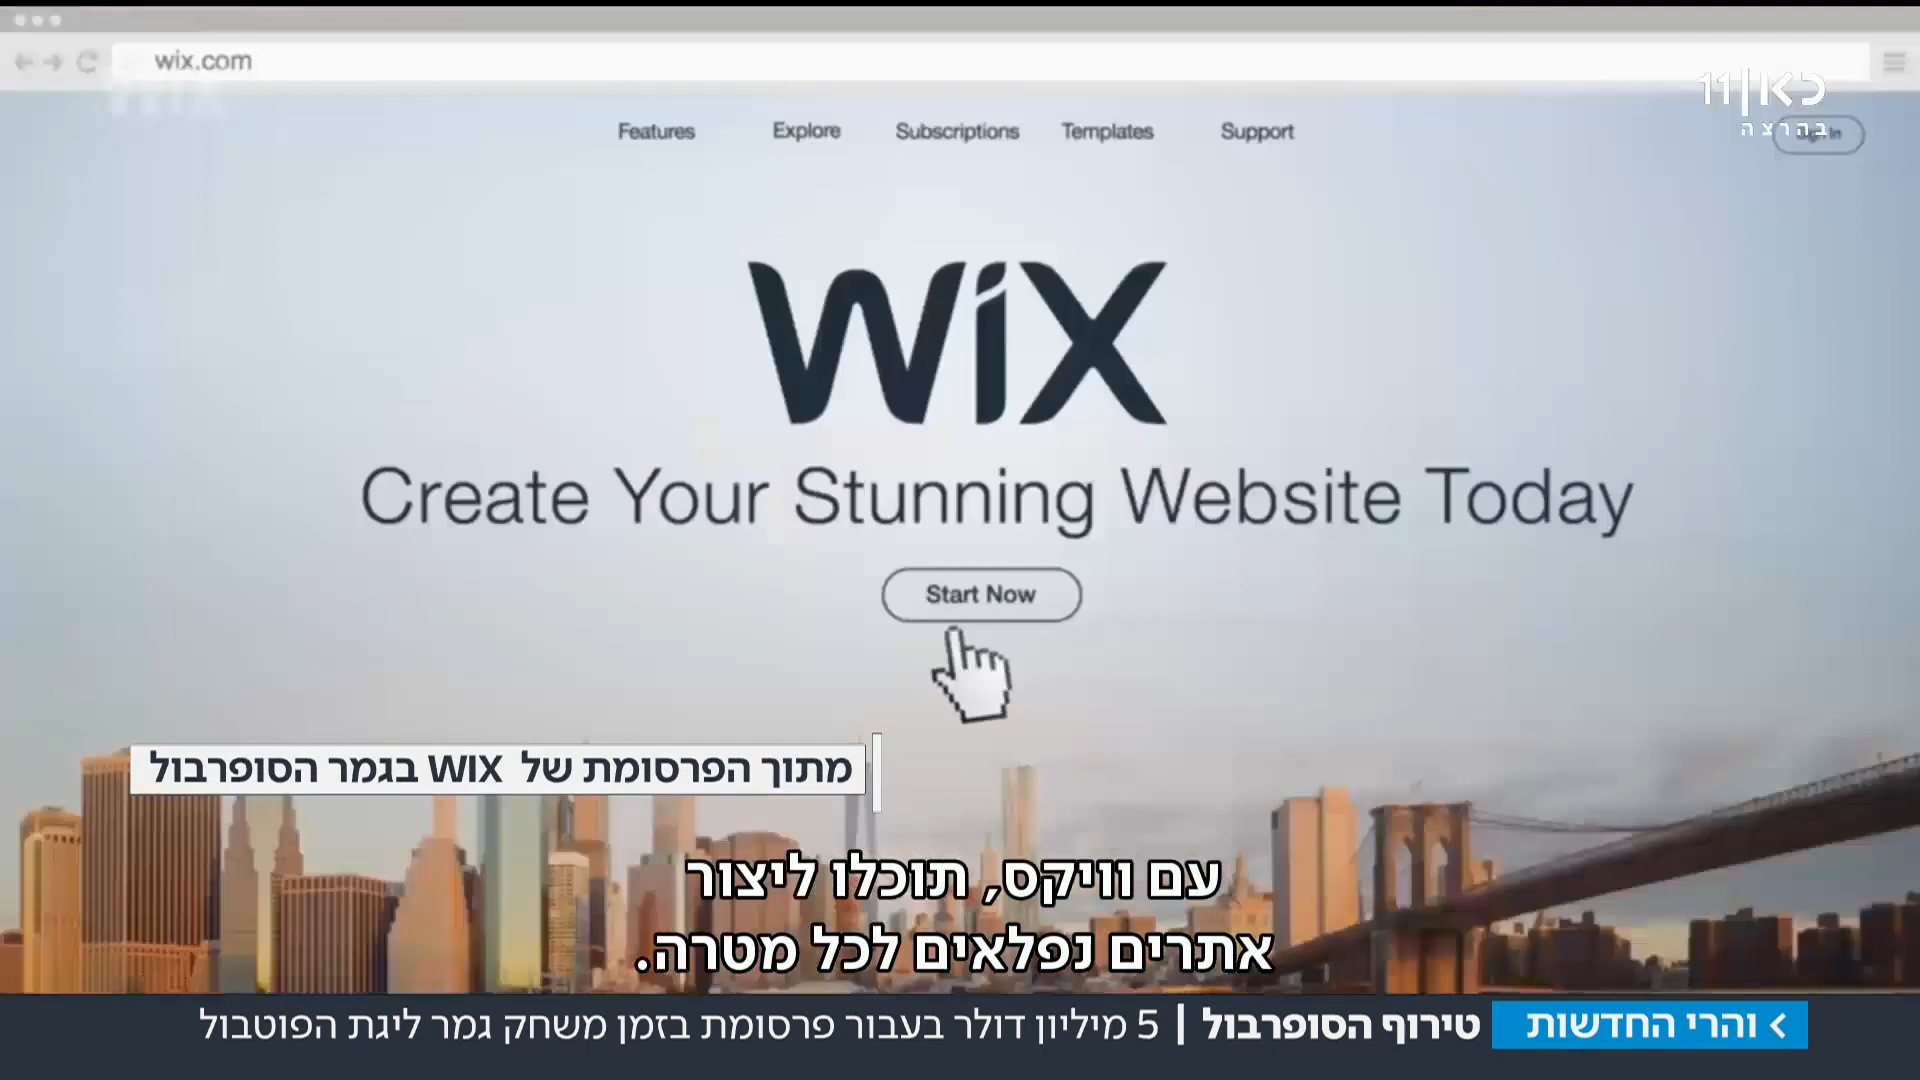 wix.com
כאן 11
בהרצה
Features Explore Subscriptions Templates Support
WiX
Create Your Stunning Website Today
Start Now
מתוך הפרסומת של WIX בגמר הסופרבול
עם וויקס, תוכלו ליצור
אתרים נפלאים לכל מטרה.
והרי החדשות
טירוף הסופרבול | 5 מיליון דולר בעבור פרסומת בזמן משחק גמר ליגת הפוטבול